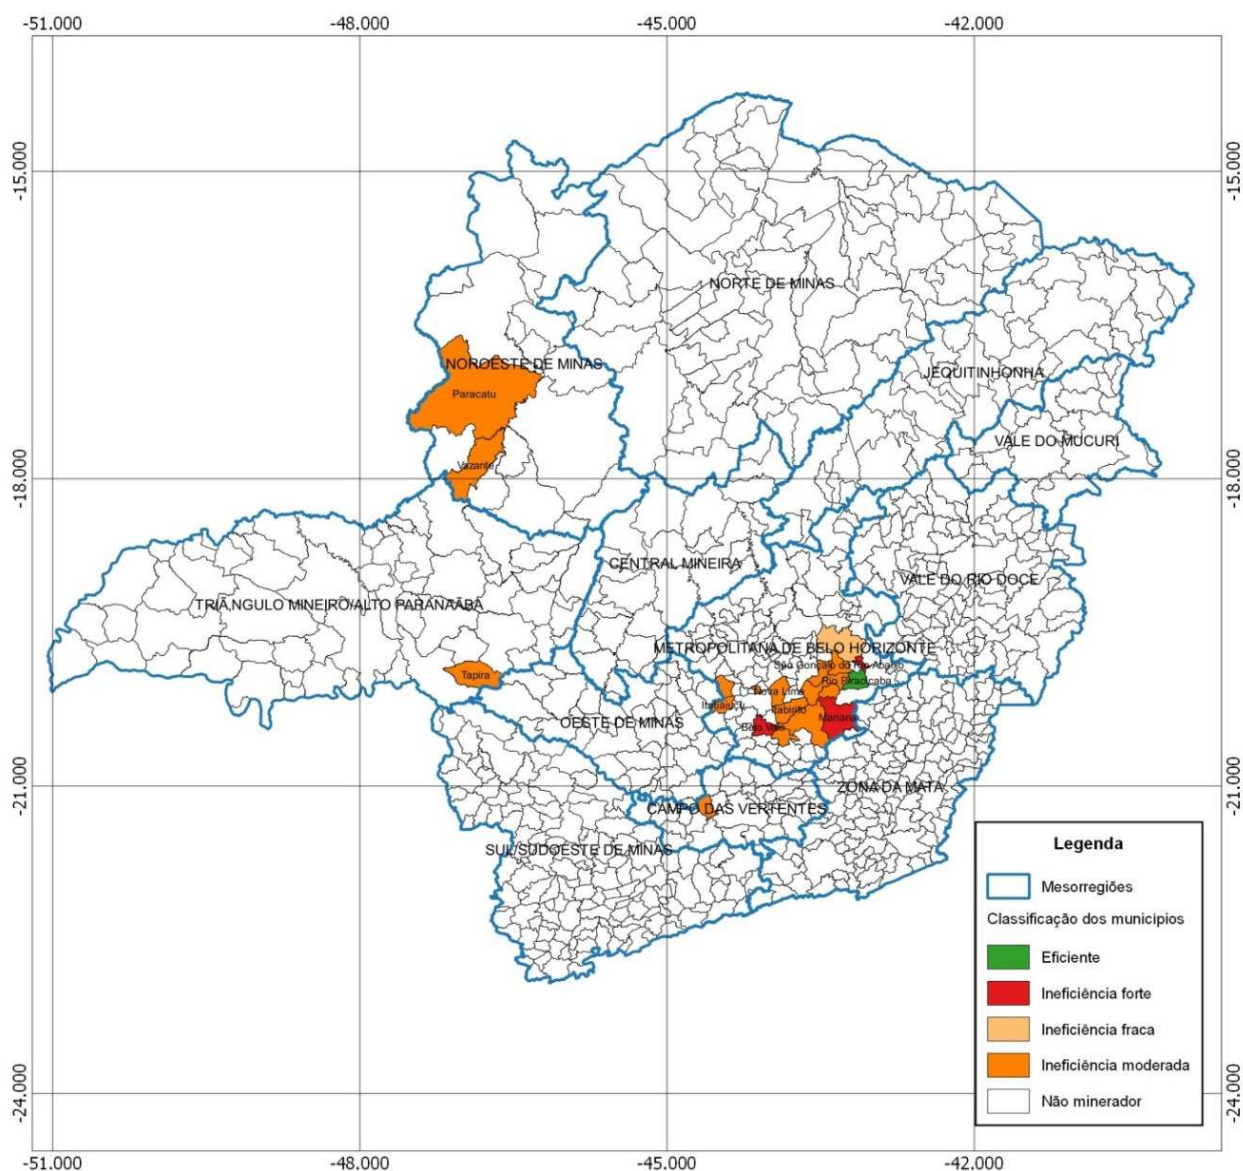 -51.000
-48.000
-45.000
-42.000
-15.000
-15.000
NORTE DE MINAS
NOROESTE DE MINAS
JEQUITINHONHA
Paracatu
VALE DO MUCURI
Vazante
-18.000
-18.000
CENTRAL MINEIRA
VALE DO RIO DOCE
TRIÃ‚NGULO MINEIRO/ALTO PARANAÃBA
METROPOLITANA DE BELO HORIZONTE
São Gonçalo do Rio Abaixo
Tapira
Rio Piracicaba
Nova Lima
Itatiaiuçu
Itabirito
Mariana
OESTE DE MINAS
Belo Vale
-21.000
-21.000
ZONA DA MATA
CAMPO DAS VERTENTES
SUL/SUDOESTE DE MINAS
Legenda
Mesorregiões
Classificação dos municípios
Eficiente
Ineficiência forte
Ineficiência fraca
Ineficiência moderada
Não minerador
-24.000
-24.000
-51.000
-48.000
-45.000
-42.000